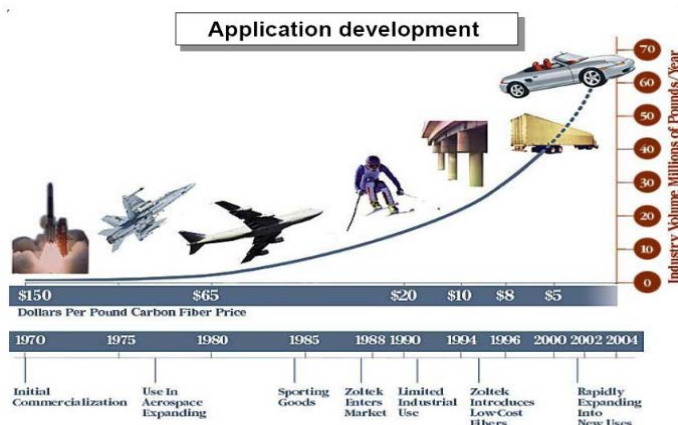 Application development
70
60
50
40
30
20
10
0
Industry Volume Millions of Pounds/Year
$150 $65 $20 $10 $8 $5
Dollars Per Pound Carbon Fiber Price
1970 1975 1980 1985 1988 1990 1994 1996 2000 2002 2004
Initial
Commercialization
Use In
Aerospace
Expanding
Sporting
Goods
Zoltek
Enters
Market
Limited
Industrial
Use
Zoltek
Introduces
Low-Cost
Fibers
Rapidly
Expanding
Into
New Uses